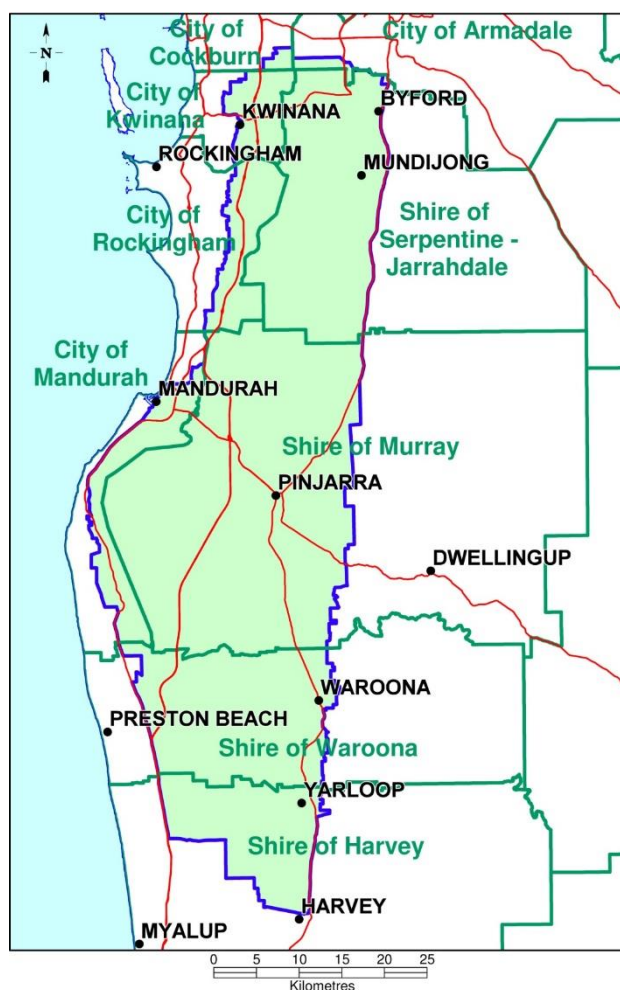 City of
Cockburn
City of Armadale
N
City of
Kwinana
KWINANA
BYFORD
ROCKINGHAM
MUNDIJONG
City of
Rockingham
Shire of
Serpentine -
Jarrahdale
City of
Mandurah
MANDURAH
Shire of Murray
PINJARRA
DWELLINGUP
WAROONA
PRESTON BEACH
Shire of Waroona
YARLOOP
Shire of Harvey
HARVEY
MYALUP
0 5 10 15 20 25
Kilometres